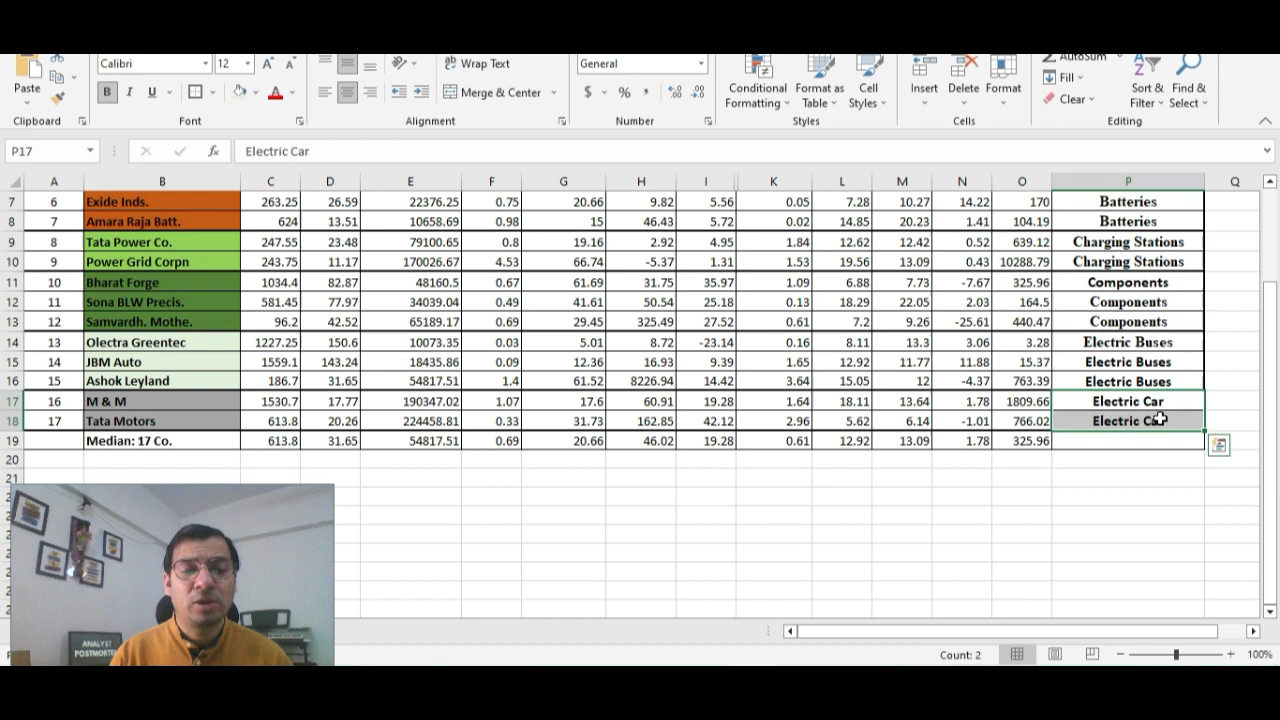 Calibri 12 A A Wrap Text General AutoSum
Paste B I U A Merge & Center $ % , Conditional Formatting Format as Table Cell Styles Insert Delete Format Fill Clear Sort & Filter Find & Select
Clipboard Font Alignment Number Styles Cells Editing
P17 fx Electric Car
A B C D E F G H I K L M N O P Q
7 6 Exide Inds. 263.25 26.59 22376.25 0.75 20.66 9.82 5.56 0.05 7.28 10.27 14.22 170 Batteries
8 7 Amara Raja Batt. 624 13.51 10658.69 0.98 15 46.43 5.72 0.02 14.85 20.23 1.41 104.19 Batteries
9 8 Tata Power Co. 247.55 23.48 79100.65 0.8 19.16 2.92 4.95 1.84 12.62 12.42 0.52 639.12 Charging Stations
10 9 Power Grid Corpn 243.75 11.17 170026.67 4.53 66.74 -5.37 1.31 1.53 19.56 13.09 0.43 10288.79 Charging Stations
11 10 Bharat Forge 1034.4 82.87 48160.5 0.67 61.69 31.75 35.97 1.09 6.88 7.73 -7.67 325.96 Components
12 11 Sona BLW Precis. 581.45 77.97 34039.04 0.49 41.61 50.54 25.18 0.13 18.29 22.05 2.03 164.5 Components
13 12 Samvardh. Mothe. 96.2 42.52 65189.17 0.69 29.45 325.49 27.52 0.61 7.2 9.26 -25.61 440.47 Components
14 13 Olectra Greentec 1227.25 150.6 10073.35 0.03 5.01 8.72 -23.14 0.16 8.11 13.3 3.06 3.28 Electric Buses
15 14 JBM Auto 1559.1 143.24 18435.86 0.09 12.36 16.93 9.39 1.65 12.92 11.77 11.88 15.37 Electric Buses
16 15 Ashok Leyland 186.7 31.65 54817.51 1.4 61.52 8226.94 14.42 3.64 15.05 12 -4.37 763.39 Electric Buses
17 16 M & M 1530.7 17.77 190347.02 1.07 17.6 60.91 19.28 1.64 18.11 13.64 1.78 1809.66 Electric Car
18 17 Tata Motors 613.8 20.26 224458.81 0.33 31.73 162.85 42.12 2.96 5.62 6.14 -1.01 766.02 Electric Car
19 Median: 17 Co. 613.8 31.65 54817.51 0.69 20.66 46.02 19.28 0.61 12.92 13.09 1.78 325.96
20
21
ANALYST
POSTMORTEM
Count: 2 100%